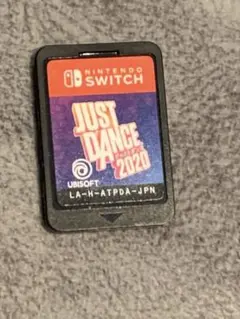 NINTENDO
SWITCH
JUST
DANCE
2020
UBISOFT
LA-H-ATPDA-JPN